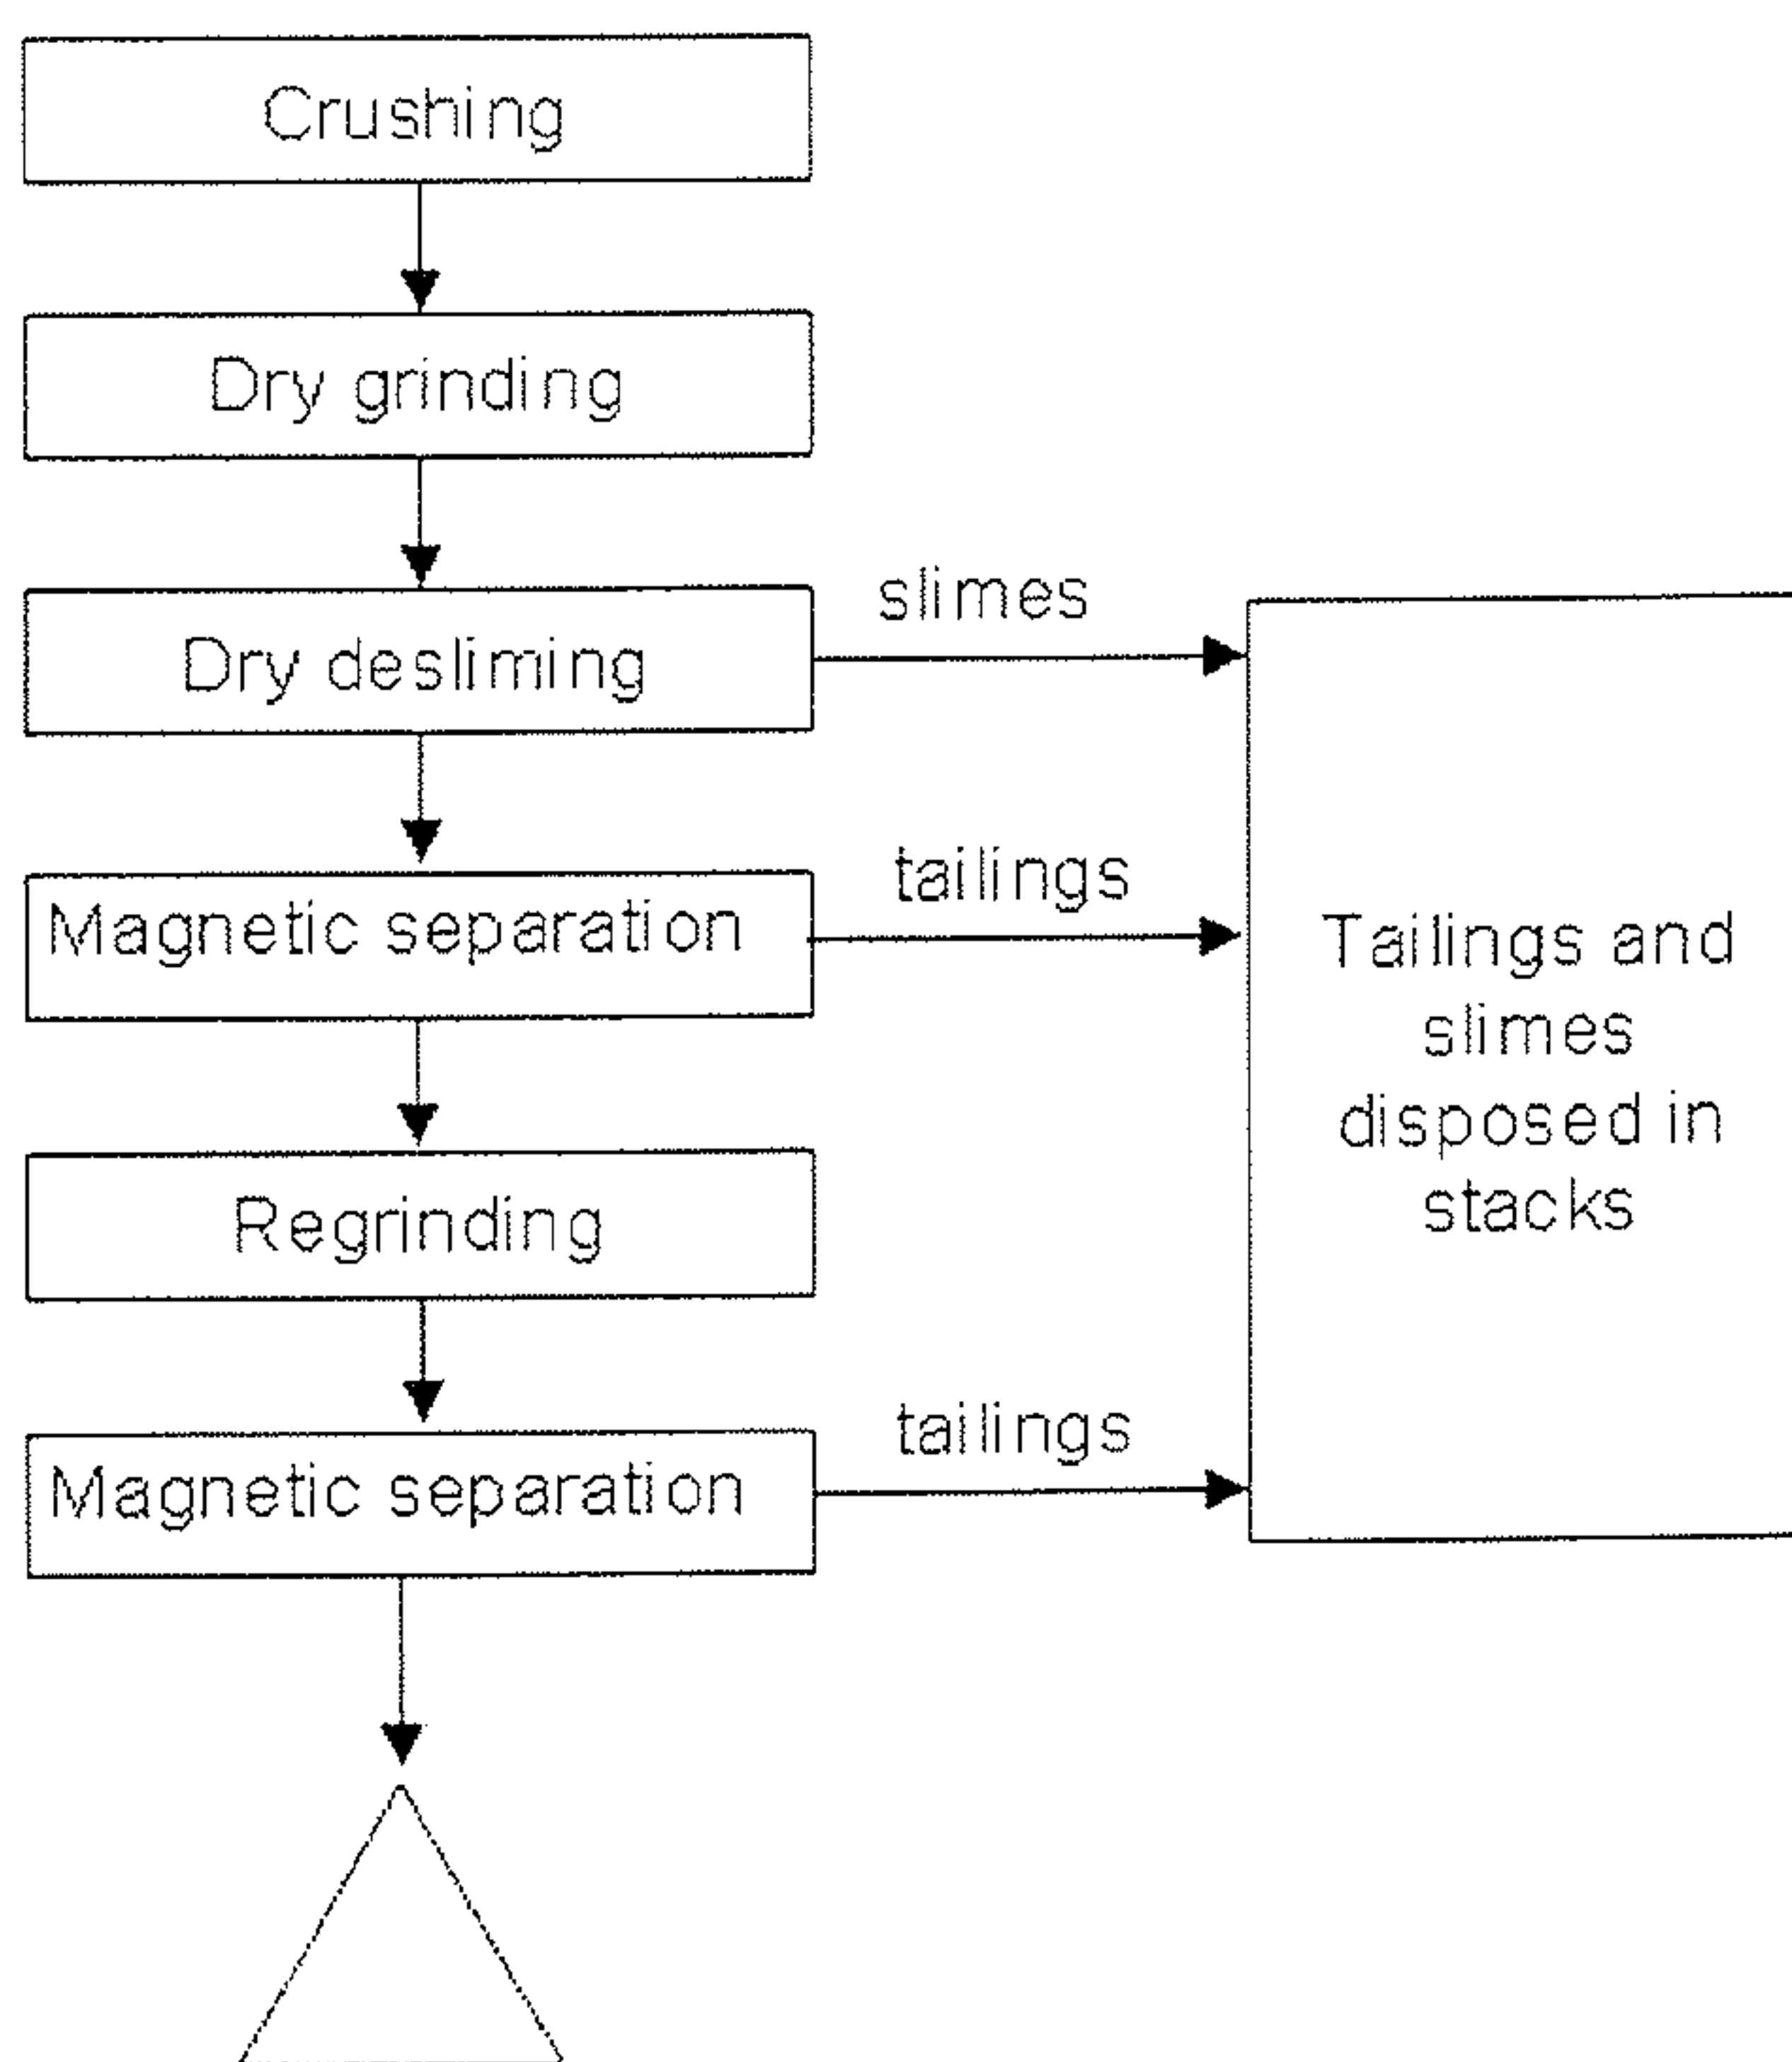 Crushing
Dry grinding
Dry desliming
slimes
Magnetic separation
tailings
Regrinding
Magnetic separation
tailings
Tailings and
slimes
disposed in
stacks